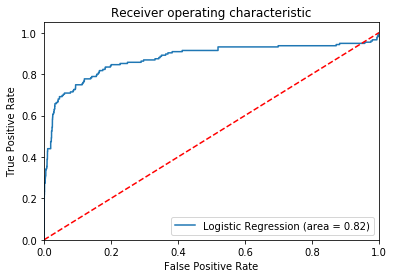 Receiver operating characteristic
True Positive Rate
1.0
0.8
0.6
0.4
0.2
0.0
Logistic Regression (area = 0.82)
0.0 0.2 0.4 0.6 0.8 1.0
False Positive Rate